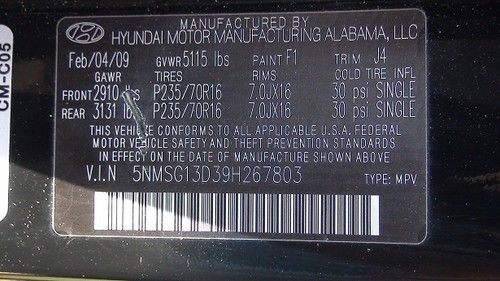 MANUFACTURED BY
HYUNDAI MOTOR MANUFACTURING ALABAMA, LLC
Feb/04/09 GVWR 5115 lbs PAINT F1 TRIM J4
GAWR TIRES RIMS COLD TIRE INFL
FRONT 2910 lbs P235/70R16 7.0JX16 30 psi SINGLE
REAR 3131 lbs P235/70R16 7.0JX16 30 psi SINGLE
THIS VEHICLE CONFORMS TO ALL APPLICABLE U.S.A. FEDERAL
MOTOR VEHICLE SAFETY AND THEFT PREVENTION STANDARDS
IN EFFECT ON THE DATE OF MANUFACTURE SHOWN ABOVE.
V.I.N 5NMSG13D39H267803 TYPE: MPV
CM-C05